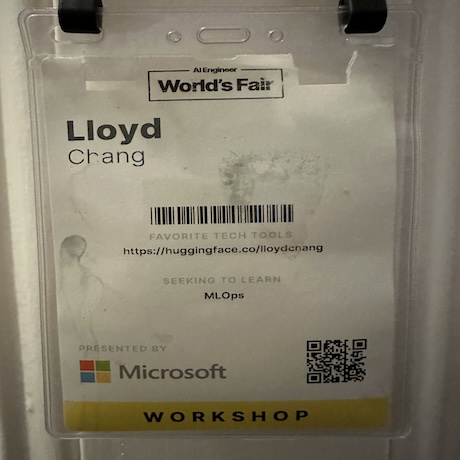 AI Engineer
World's Fair
Lloyd
Chang
FAVORITE TECH TOOLS
https://huggingface.co/lloydchang
SEEKING TO LEARN
MLOps
PRESENTED BY
Microsoft
WORKSHOP